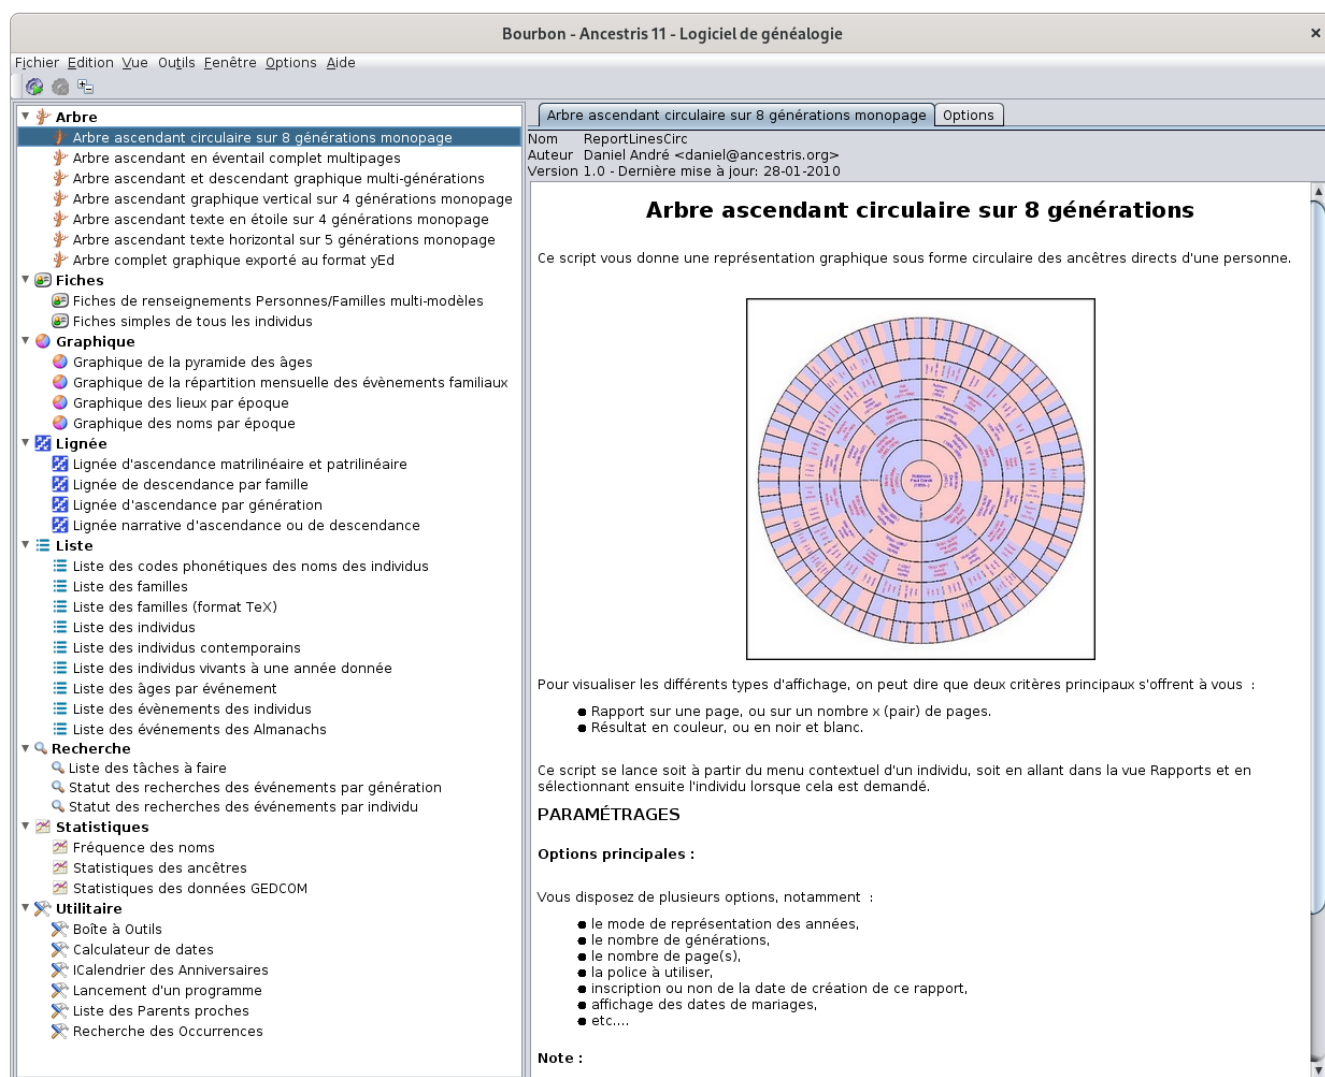 Bourbon - Ancestris 11 - Logiciel de généalogie
Fichier Edition Vue Outils Fenêtre Options Aide
Arbre
Arbre ascendant circulaire sur 8 générations monopage
Arbre ascendant en éventail complet multipages
Arbre ascendant et descendant graphique multi-générations
Arbre ascendant graphique vertical sur 4 générations monopage
Arbre ascendant texte en étoile sur 4 générations monopage
Arbre ascendant texte horizontal sur 5 générations monopage
Arbre complet graphique exporté au format yEd
Fiches
Fiches de renseignements Personnes/Familles multi-modèles
Fiches simples de tous les individus
Graphique
Graphique de la pyramide des âges
Graphique de la répartition mensuelle des évènements familiaux
Graphique des lieux par époque
Graphique des noms par époque
Lignée
Lignée d'ascendance matrilinéaire et patrilinéaire
Lignée de descendance par famille
Lignée d'ascendance par génération
Lignée narrative d'ascendance ou de descendance
Liste
Liste des codes phonétiques des noms des individus
Liste des familles
Liste des familles (format TeX)
Liste des individus
Liste des individus contemporains
Liste des individus vivants à une année donnée
Liste des âges par événement
Liste des évènements des individus
Liste des événements des Almanachs
Recherche
Liste des tâches à faire
Statut des recherches des événements par génération
Statut des recherches des événements par individu
Statistiques
Fréquence des noms
Statistiques des ancêtres
Statistiques des données GEDCOM
Utilitaire
Boîte à Outils
Calculateur de dates
ICalendrier des Anniversaires
Lancement d'un programme
Liste des Parents proches
Recherche des Occurrences
Arbre ascendant circulaire sur 8 générations monopage Options
Nom ReportLinesCirc
Auteur Daniel André <daniel@ancestris.org>
Version 1.0 - Dernière mise à jour: 28-01-2010
Arbre ascendant circulaire sur 8 générations
Ce script vous donne une représentation graphique sous forme circulaire des ancêtres directs d'une personne.
Pour visualiser les différents types d'affichage, on peut dire que deux critères principaux s'offrent à vous :
Rapport sur une page, ou sur un nombre x (pair) de pages.
Résultat en couleur, ou en noir et blanc.
Ce script se lance soit à partir du menu contextuel d'un individu, soit en allant dans la vue Rapports et en
sélectionnant ensuite l'individu lorsque cela est demandé.
PARAMÉTRAGES
Options principales :
Vous disposez de plusieurs options, notamment :
le mode de représentation des années,
le nombre de générations,
le nombre de page(s),
la police à utiliser,
inscription ou non de la date de création de ce rapport,
affichage des dates de mariages,
etc....
Note :